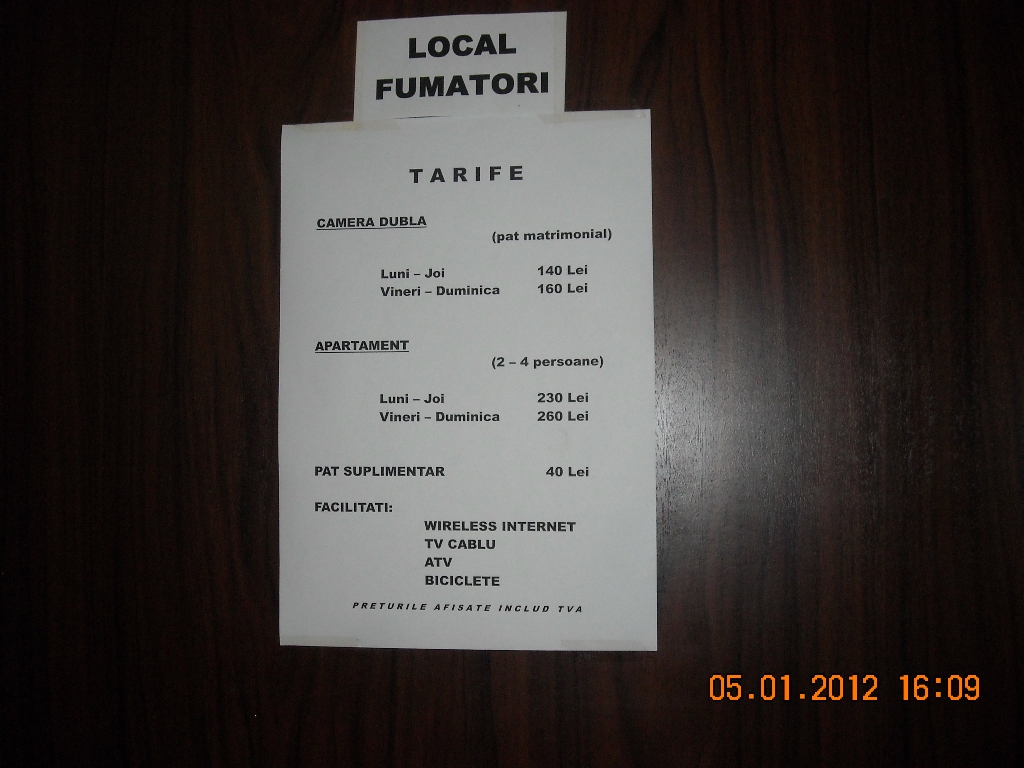 LOCAL
FUMATORI
TARIFE
CAMERA DUBLA
(pat matrimonial)
Luni – Joi 140 Lei
Vineri – Duminica 160 Lei
APARTAMENT
(2 – 4 persoane)
Luni – Joi 230 Lei
Vineri – Duminica 260 Lei
PAT SUPLIMENTAR 40 Lei
FACILITATI:
WIRELESS INTERNET
TV CABLU
ATV
BICICLETE
PRETURILE AFISATE INCLUD TVA
05.01.2012 16:09